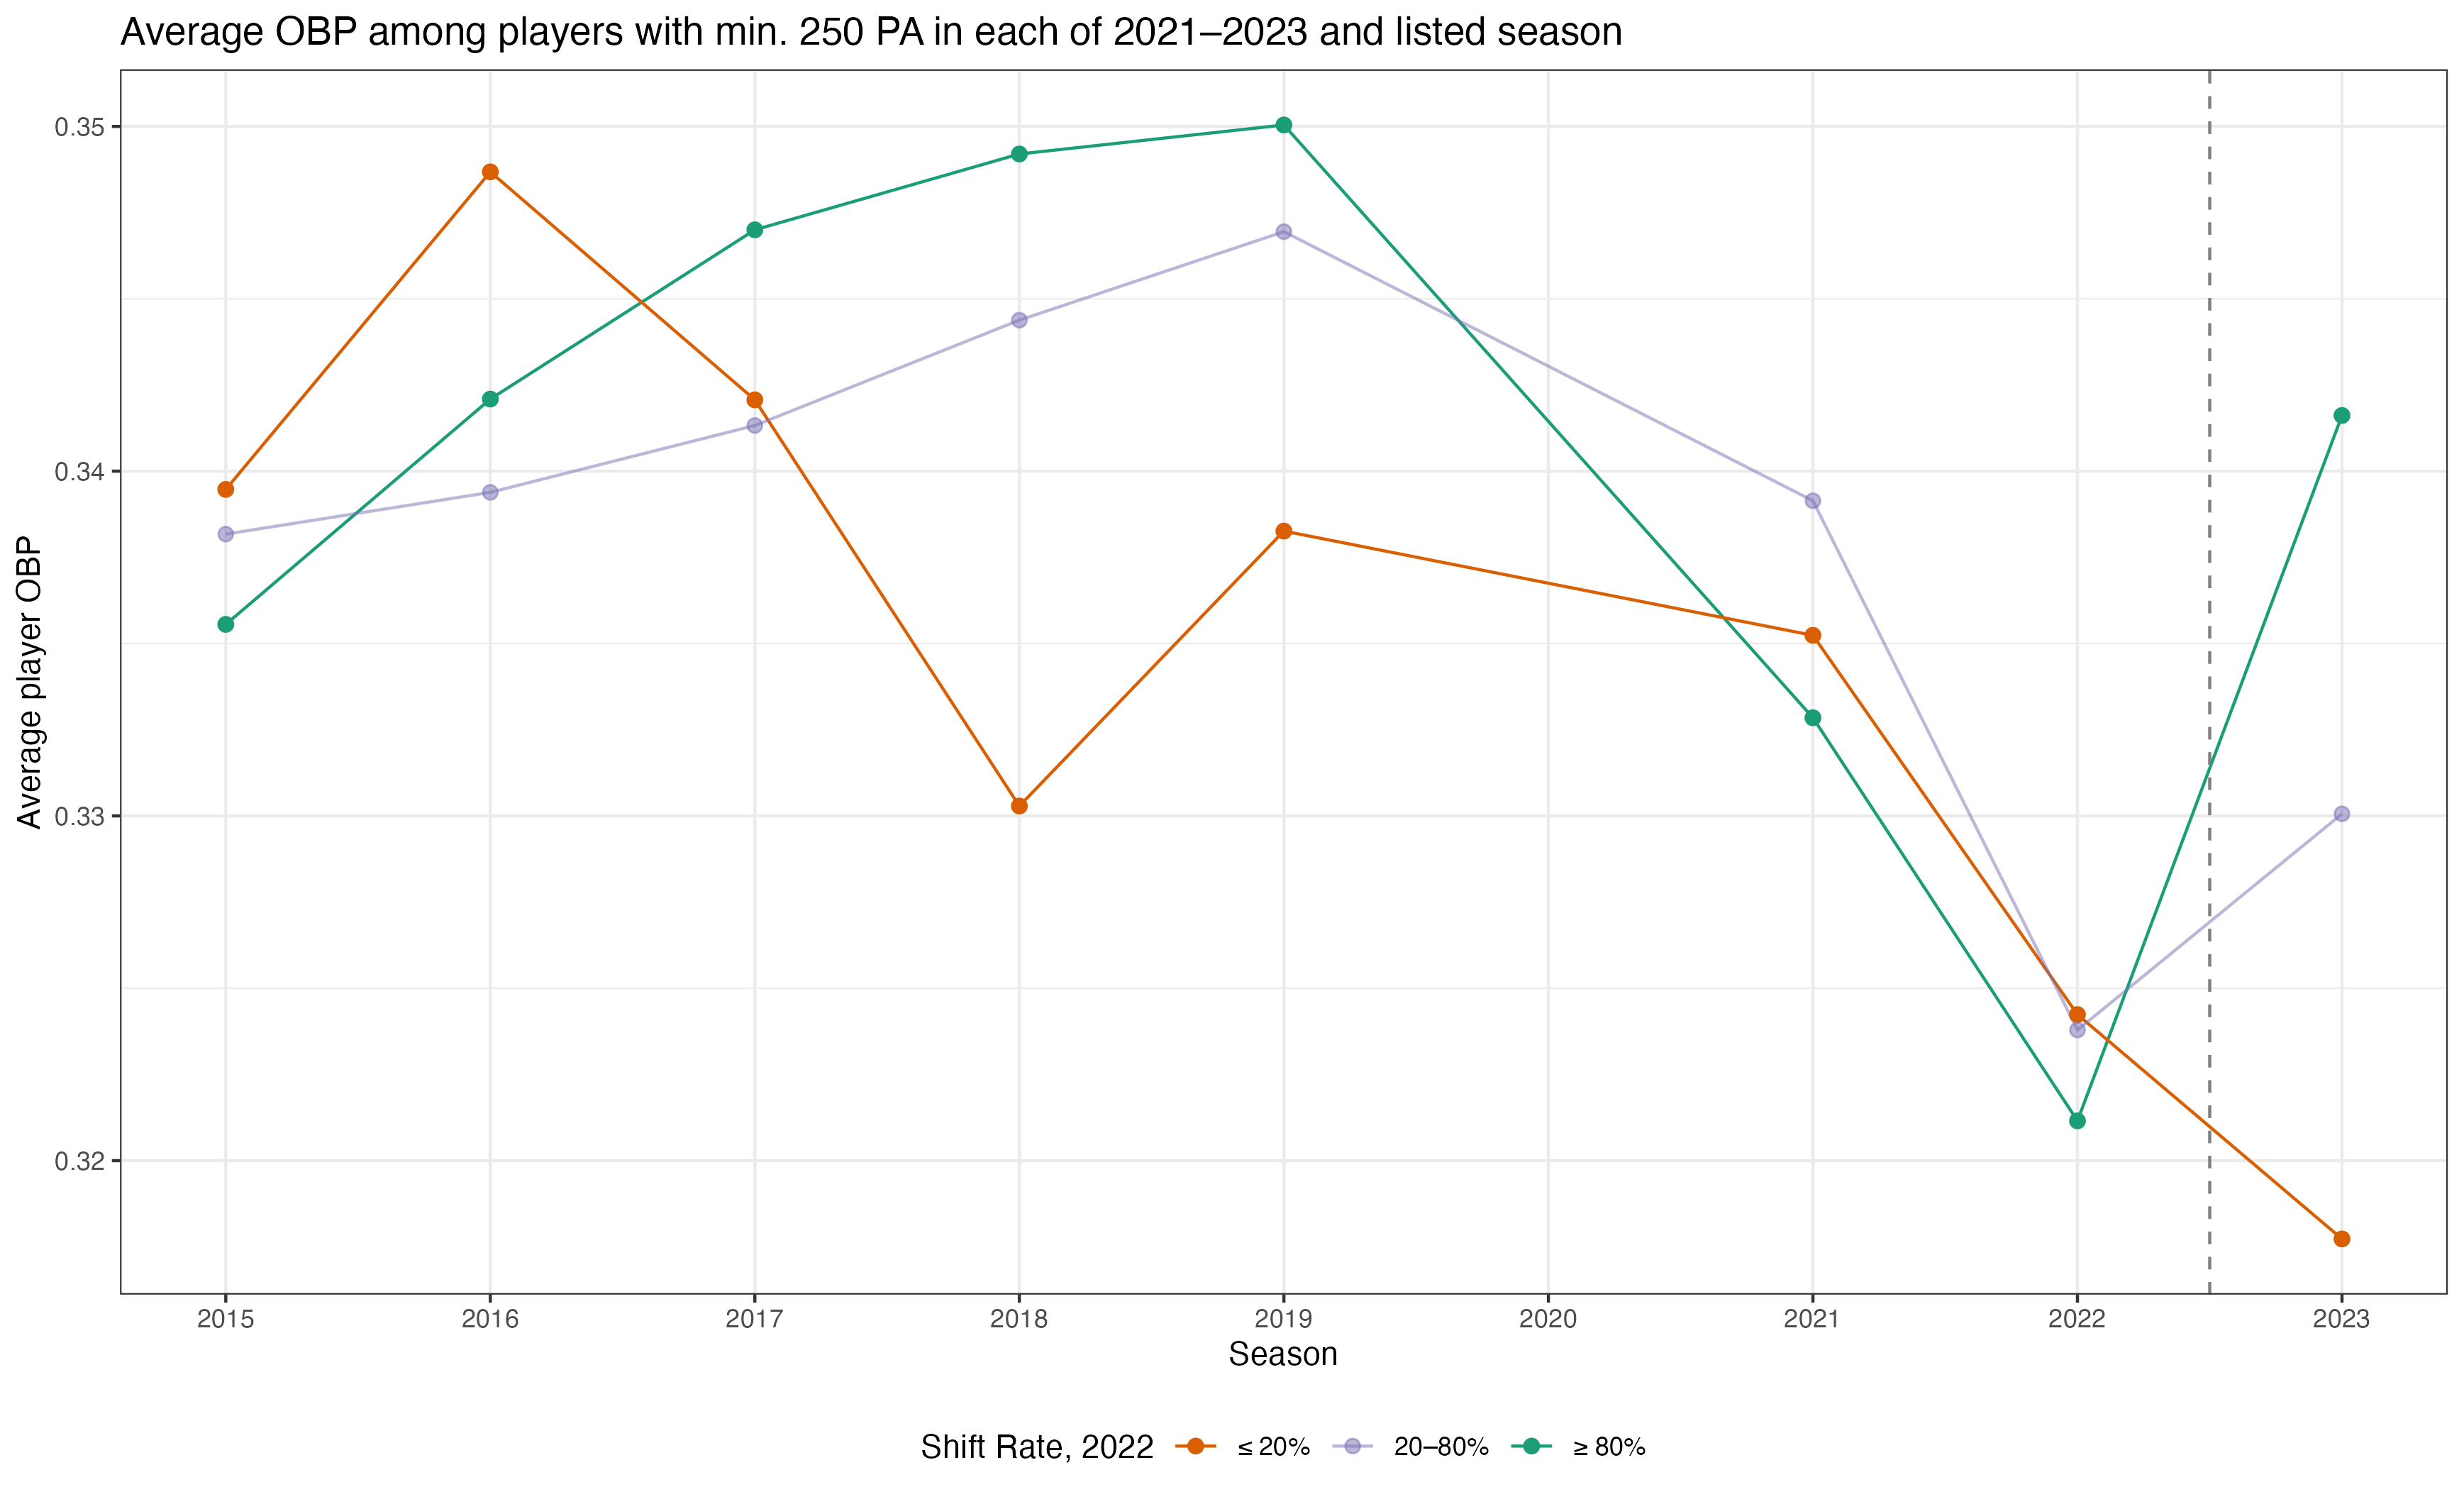 Average OBP among players with min. 250 PA in each of 2021–2023 and listed season
Average player OBP
0.35
0.34
0.33
0.32
2015 2016 2017 2018 2019 2020 2021 2022 2023
Season
Shift Rate, 2022 ≤ 20% 20–80% ≥ 80%